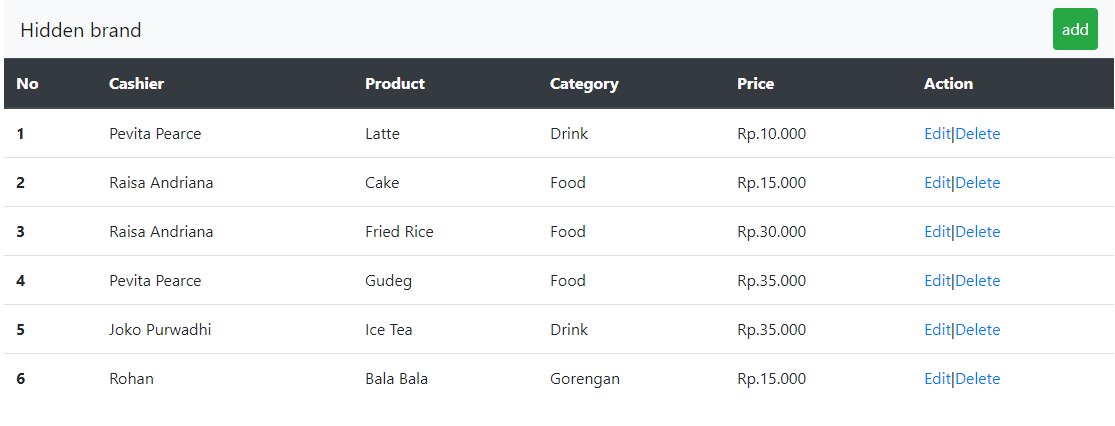 Hidden brand add
No Cashier Product Category Price Action
1 Pevita Pearce Latte Drink Rp.10.000 Edit|Delete
2 Raisa Andriana Cake Food Rp.15.000 Edit|Delete
3 Raisa Andriana Fried Rice Food Rp.30.000 Edit|Delete
4 Pevita Pearce Gudeg Food Rp.35.000 Edit|Delete
5 Joko Purwadhi Ice Tea Drink Rp.35.000 Edit|Delete
6 Rohan Bala Bala Gorengan Rp.15.000 Edit|Delete